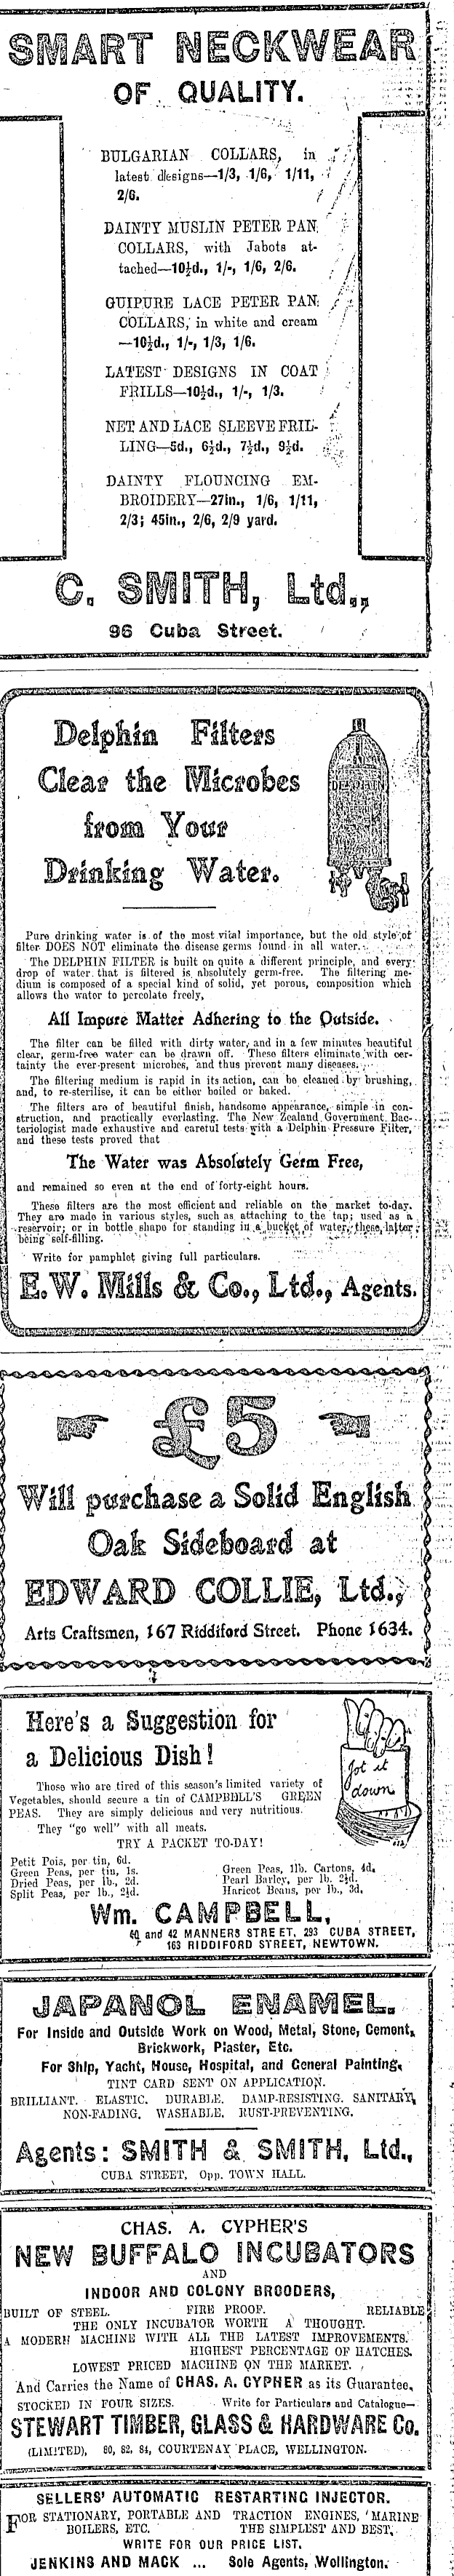 SMART NECKWEAR
OF QUALITY.
BULGARIAN COLLARS, in
latest designs—1/3, 1/6, 1/11,
2/6.
DAINTY MUSLIN PETER PAN
COLLARS, with Jabots at-
tached—10½d., 1/-, 1/6, 2/6.
GUIPURE LACE PETER PAN
COLLARS, in white and cream
—10½d., 1/-, 1/3, 1/6.
LATEST DESIGNS IN COAT
FRILLS—10½d., 1/-, 1/3.
NET AND LACE SLEEVE FRIL-
LING—5d., 6½d., 7½d., 9½d.
DAINTY FLOUNCING EM-
BROIDERY—27in., 1/6, 1/11,
2/3; 45in., 2/6, 2/9 yard.
C. SMITH, Ltd.,
96 Cuba Street.
Delphin Filters
Clear the Microbes
from Your
Drinking Water.
Pure drinking water is of the most vital importance, but the old style of
filter DOES NOT eliminate the disease germs found in all water.
The DELPHIN FILTER is built on quite a different principle, and every
drop of water that is filtered is absolutely germ-free. The filtering me-
dium is composed of a special kind of solid, yet porous, composition which
allows the water to percolate freely,
All Impure Matter Adhering to the Outside.
The filter can be filled with dirty water, and in a few minutes beautiful
clear, germ-free water can be drawn off. These filters eliminate with cer-
tainty the ever-present microbes, and thus prevent many diseases.
The filtering medium is rapid in its action, can be cleaned by brushing,
and, to re-sterilise, it can be either boiled or baked.
The filters are of beautiful finish, handsome appearance, simple in con-
struction, and practically everlasting. The New Zealand Government Bac-
teriologist made exhaustive and careful tests with a Delphin Pressure Filter,
and these tests proved that
The Water was Absolutely Germ Free,
and remained so even at the end of forty-eight hours.
These filters are the most efficient and reliable on the market to-day.
They are made in various styles, such as attaching to the tap; used as a
reservoir; or in bottle shape for standing in a bucket of water, these latter
being self-filling.
Write for pamphlet giving full particulars.
E.W. Mills & Co., Ltd., Agents.
£5
Will purchase a Solid English
Oak Sideboard at
EDWARD COLLIE, Ltd.,
Arts Craftsmen, 167 Riddiford Street. Phone 1634.
Here's a Suggestion for
a Delicious Dish!
Jot it
down
Those who are tired of this season's limited variety of
Vegetables, should secure a tin of CAMPBELL'S GREEN
PEAS. They are simply delicious and very nutritious.
They "go well" with all meats.
TRY A PACKET TO-DAY!
Petit Pois, per tin, 6d.
Green Peas, per tin, 1s.
Dried Peas, per lb., 2d.
Split Peas, per lb., 2½d.
Green Peas, 1lb. Cartons, 4d.
Pearl Barley, per lb. 2½d.
Haricot Beans, per lb., 3d.
Wm. CAMPBELL,
40 and 42 MANNERS STREET, 293 CUBA STREET,
163 RIDDIFORD STREET, NEWTOWN.
JAPANOL ENAMEL.
For Inside and Outside Work on Wood, Metal, Stone, Cement,
Brickwork, Plaster, Etc.
For Ship, Yacht, House, Hospital, and General Painting.
TINT CARD SENT ON APPLICATION.
BRILLIANT. ELASTIC. DURABLE. DAMP-RESISTING. SANITARY,
NON-FADING. WASHABLE. RUST-PREVENTING.
Agents: SMITH & SMITH, Ltd.,
CUBA STREET, Opp. TOWN HALL.
CHAS. A. CYPHER'S
NEW BUFFALO INCUBATORS
AND
INDOOR AND COLONY BROODERS,
BUILT OF STEEL. FIRE PROOF. RELIABLE
THE ONLY INCUBATOR WORTH A THOUGHT.
A MODERN MACHINE WITH ALL THE LATEST IMPROVEMENTS.
HIGHEST PERCENTAGE OF HATCHES.
LOWEST PRICED MACHINE ON THE MARKET.
And Carries the Name of CHAS. A. CYPHER as its Guarantee.
STOCKED IN FOUR SIZES. Write for Particulars and Catalogue—
STEWART TIMBER, GLASS & HARDWARE Co.
(LIMITED), 80, 82, 84, COURTENAY PLACE, WELLINGTON.
SELLERS' AUTOMATIC RESTARTING INJECTOR.
FOR STATIONARY, PORTABLE AND TRACTION ENGINES, MARINE
BOILERS, ETC. THE SIMPLEST AND BEST.
WRITE FOR OUR PRICE LIST.
JENKINS AND MACK ... Sole Agents, Wellington.